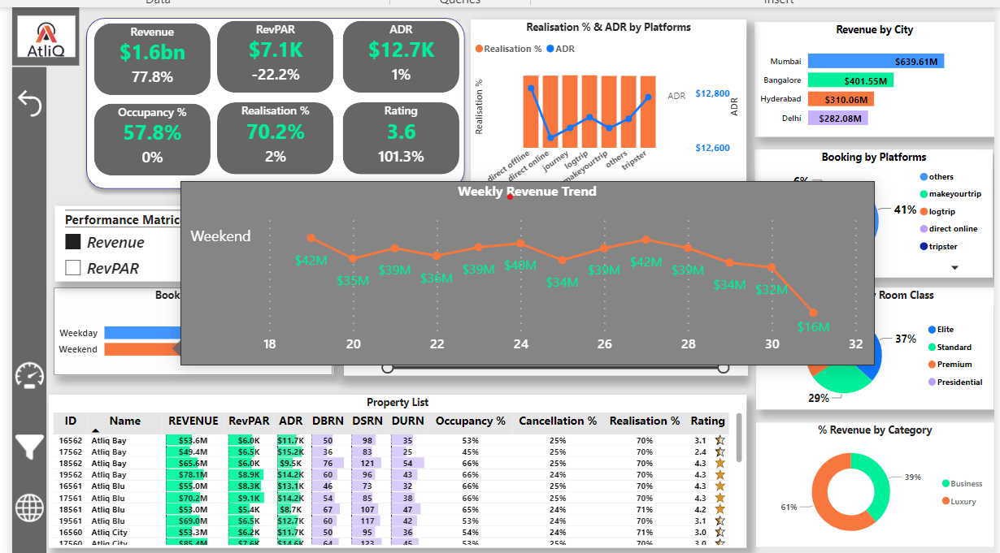 Data
Queries
Insert
AtliQ
Revenue
$1.6bn
77.8%
RevPAR
$7.1K
-22.2%
ADR
$12.7K
1%
Occupancy %
57.8%
0%
Realisation %
70.2%
2%
Rating
3.6
101.3%
Realisation % & ADR by Platforms
Realisation % ADR
Realisation %
ADR
$12,800
$12,600
ADR
direct offline
direct online
journey
logtrip
makeyourtrip
others
tripster
Revenue by City
Mumbai $639.61M
Bangalore $401.55M
Hyderabad $310.06M
Delhi $282.08M
Booking by Platforms
6%
41%
others
makeyourtrip
logtrip
direct online
tripster
Performance Matric
Revenue
RevPAR
Weekly Revenue Trend
Weekend
$42M
$35M
$39M
$36M
$39M
$40M
$34M
$39M
$42M
$39M
$34M
$32M
$16M
18 20 22 24 26 28 30 32
Book
Weekday
Weekend
Room Class
37%
29%
Elite
Standard
Premium
Presidential
Property List
ID Name REVENUE RevPAR ADR DBRN DSRN DURN Occupancy % Cancellation % Realisation % Rating
16562 Atliq Bay $53.6M $6.0K $11.7K 50 98 35 53% 25% 70% 3.1
17562 Atliq Bay $49.4M $6.5K $15.2K 36 83 25 45% 25% 70% 2.4
18562 Atliq Bay $65.6M $6.0K $9.5K 76 121 54 66% 25% 70% 4.3
19562 Atliq Bay $78.1M $8.9K $14.2K 60 96 43 66% 24% 70% 4.3
16561 Atliq Blu $55.0M $8.3K $13.1K 46 73 32 66% 24% 70% 4.3
17561 Atliq Blu $70.2M $9.1K $14.2K 54 85 38 66% 25% 70% 4.3
18561 Atliq Blu $53.0M $5.4K $8.7K 67 107 47 65% 24% 71% 4.2
19561 Atliq Blu $69.0M $6.5K $12.7K 60 117 42 53% 24% 70% 3.1
16560 Atliq City $53.3M $6.2K $11.7K 50 95 36 54% 24% 71% 3.0
17560 Atliq City $85.4M $7.6K $14.6K 64 123 45 53% 25% 70% 3.0
% Revenue by Category
39%
61%
Business
Luxury